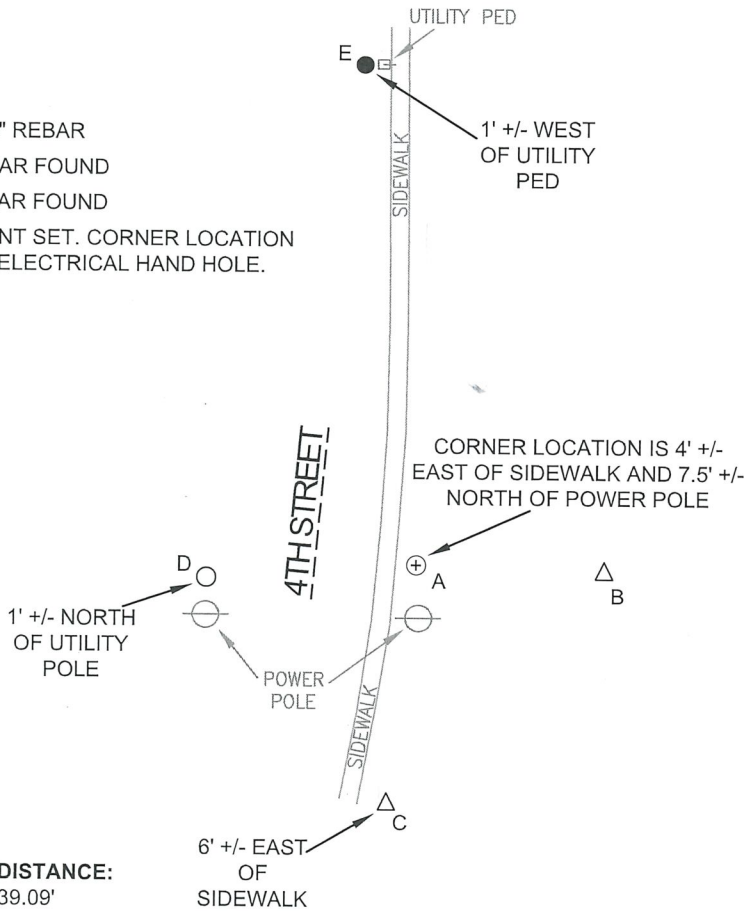 UTILITY PED
E
1' +/- WEST
OF UTILITY
PED
SIDEWALK
" REBAR
AR FOUND
AR FOUND
NT SET. CORNER LOCATION
ELECTRICAL HAND HOLE.
4TH STREET
CORNER LOCATION IS 4' +/-
EAST OF SIDEWALK AND 7.5' +/-
NORTH OF POWER POLE
D
A
B
1' +/- NORTH
OF UTILITY
POLE
POWER
POLE
SIDEWALK
C
6' +/- EAST
OF
SIDEWALK
DISTANCE:
39.09'